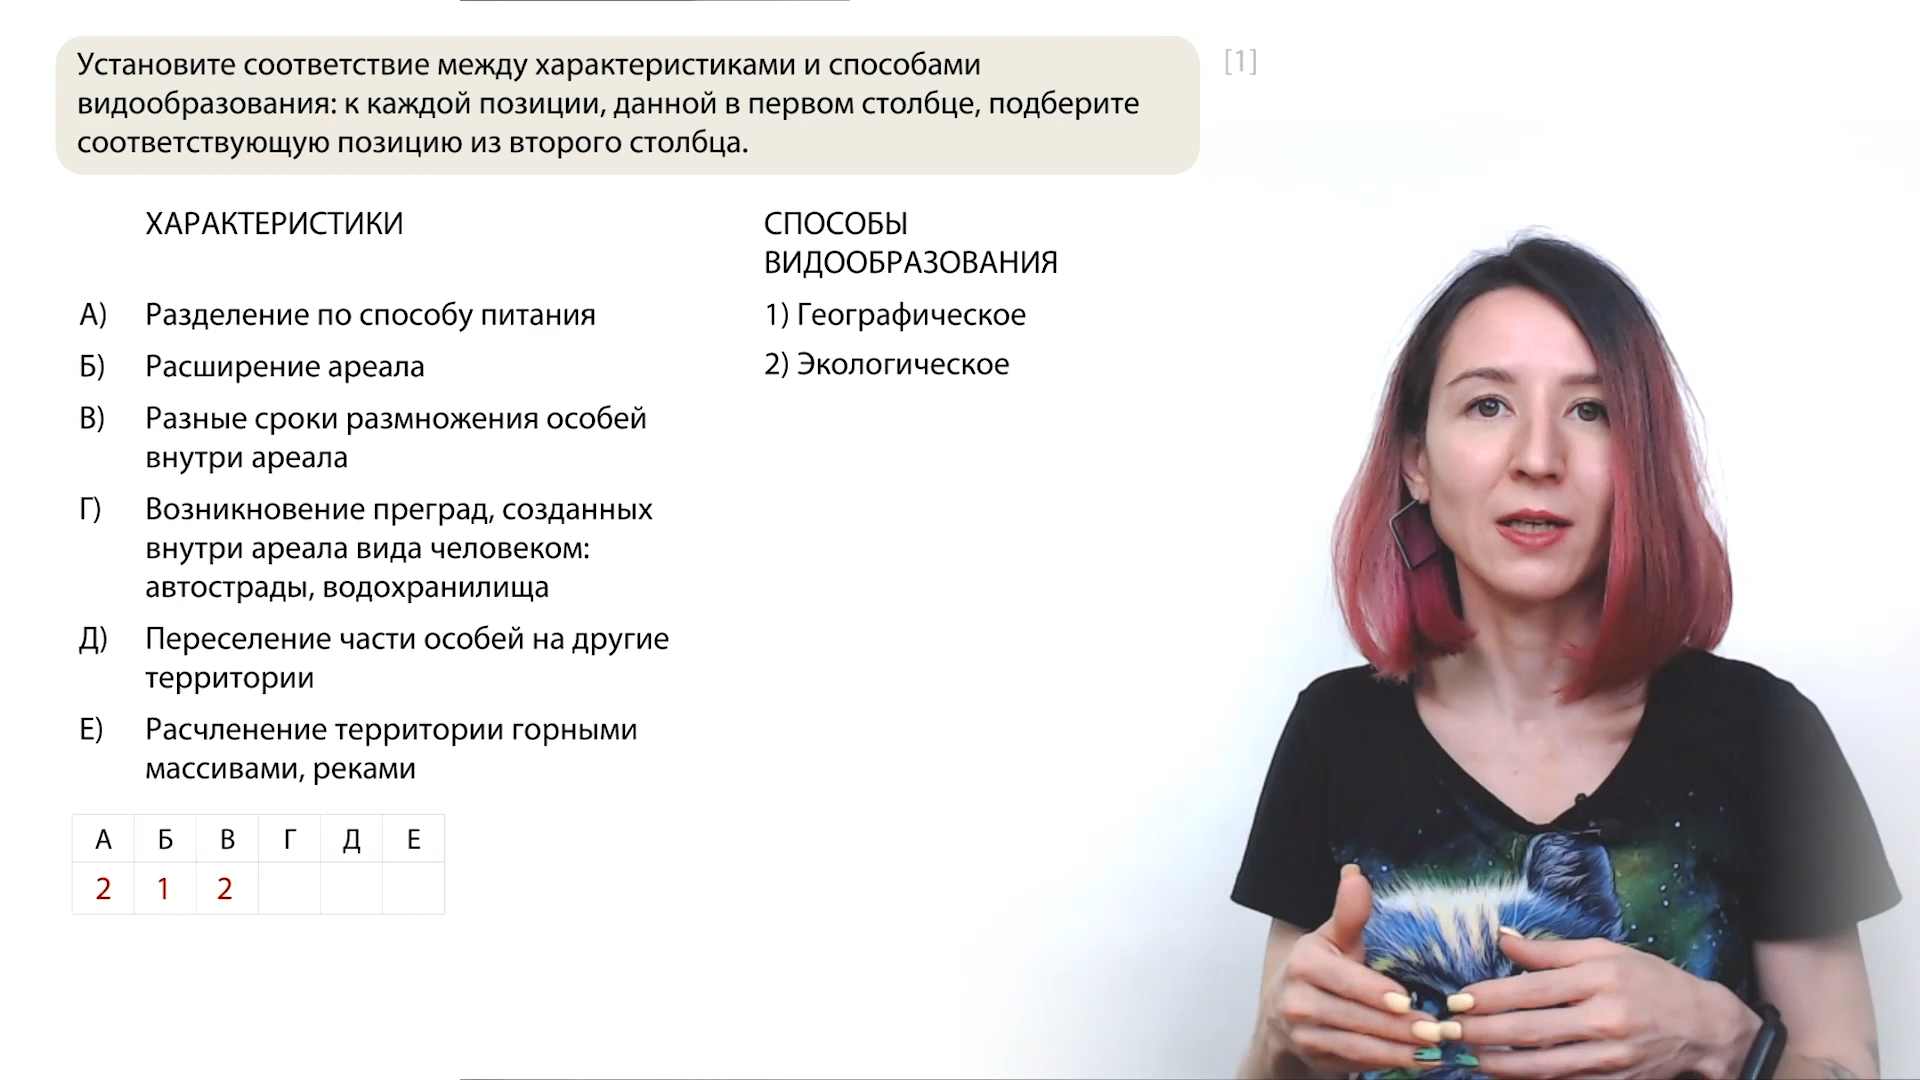 Установите соответствие между характеристиками и способами
видообразования: к каждой позиции, данной в первом столбце, подберите
соответствующую позицию из второго столбца.
[1]
ХАРАКТЕРИСТИКИ
А) Разделение по способу питания
Б) Расширение ареала
В) Разные сроки размножения особей
внутри ареала
Г) Возникновение преград, созданных
внутри ареала вида человеком:
автострады, водохранилища
Д) Переселение части особей на другие
территории
Е) Расчленение территории горными
массивами, реками
СПОСОБЫ
ВИДООБРАЗОВАНИЯ
1) Географическое
2) Экологическое
А Б В Г Д Е
2 1 2